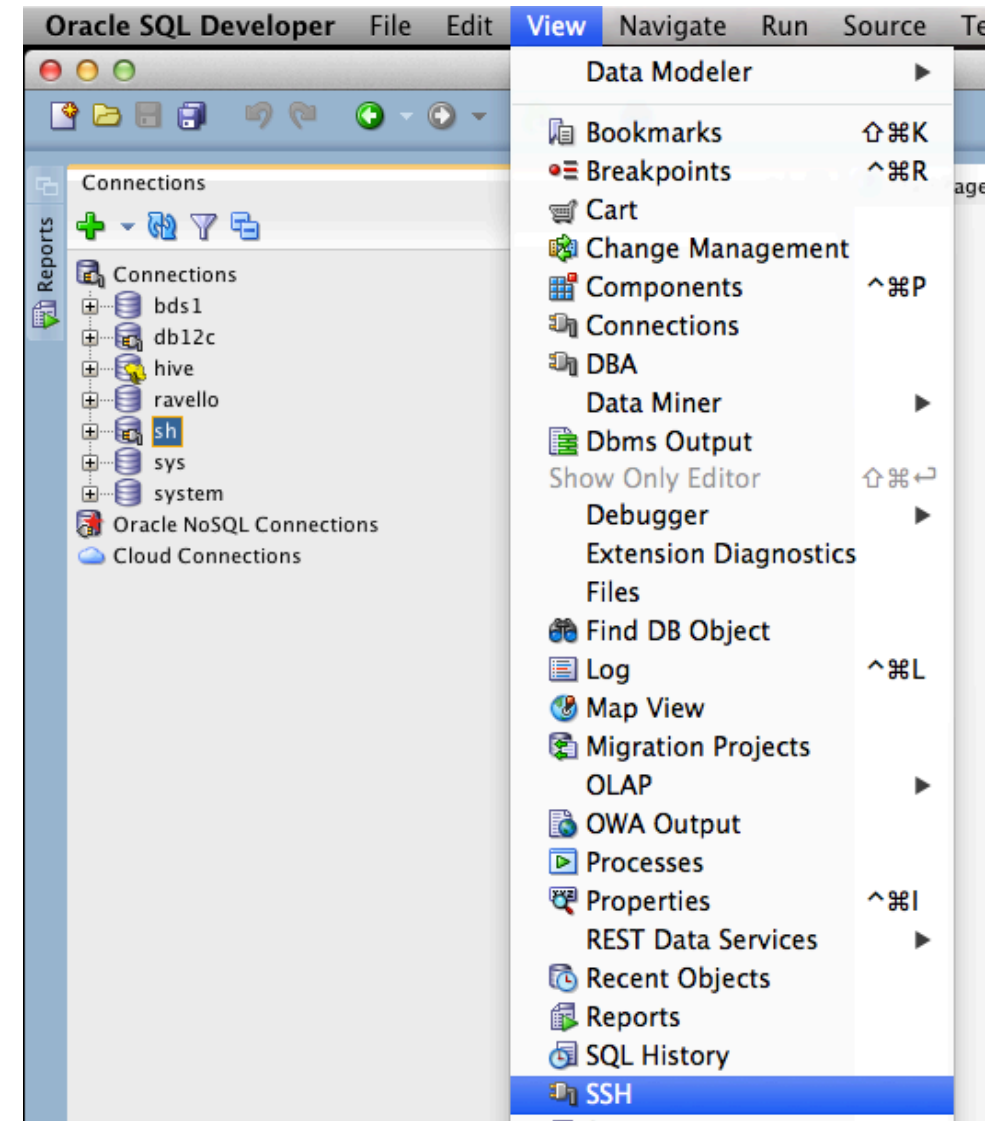 Oracle SQL Developer File Edit View Navigate Run Source Te
Data Modeler
Bookmarks ⇧⌘K
Breakpoints ^⌘R
Cart
Change Management
Components ^⌘P
Connections
DBA
Data Miner
Dbms Output
Show Only Editor ⇧⌘↩
Debugger
Extension Diagnostics
Files
Find DB Object
Log ^⌘L
Map View
Migration Projects
OLAP
OWA Output
Processes
Properties ^⌘I
REST Data Services
Recent Objects
Reports
SQL History
SSH
Reports
Connections
Connections
bds1
db12c
hive
ravello
sh
sys
system
Oracle NoSQL Connections
Cloud Connections
age